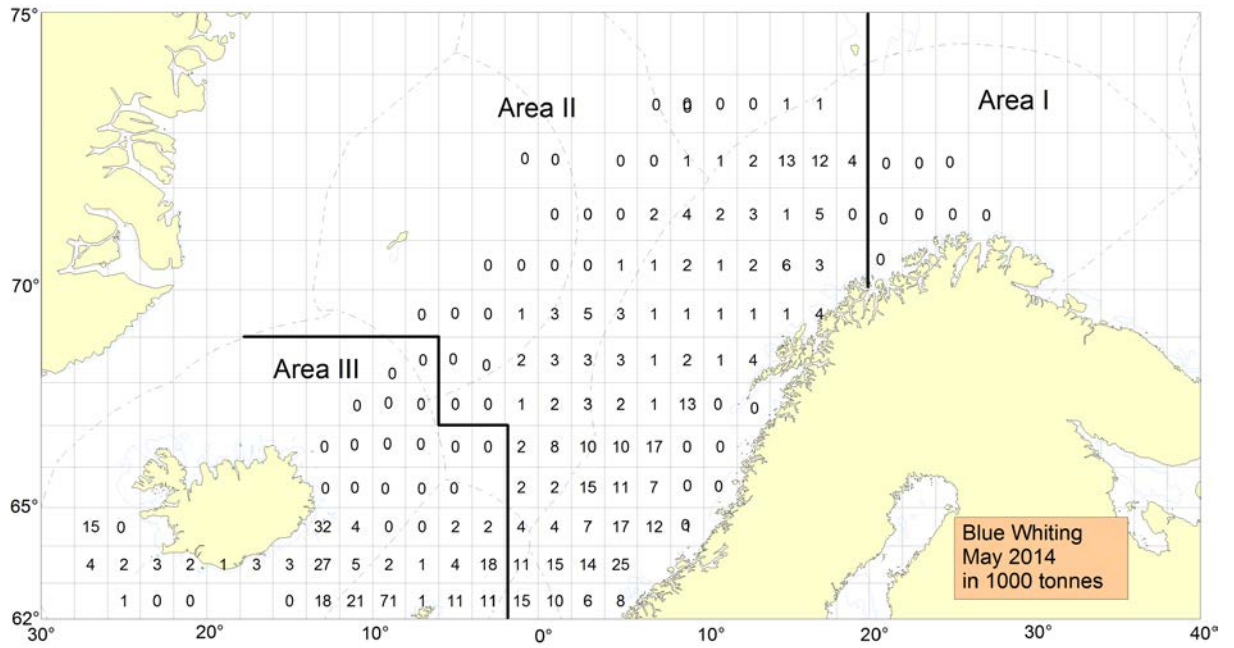 75°
Area II
Area I
0 0 0 0 1 1
0 0 0 0 1 1 2 13 12 4 0 0 0
0 0 0 2 4 2 3 1 5 0 0 0 0 0
0 0 0 0 1 1 2 1 2 6 3 0
70°
0 0 0 1 3 5 3 1 1 1 1 1 4
Area III
0 0 0 0 2 3 3 3 1 2 1 4
0 0 0 0 0 1 2 3 2 1 13 0 0
0 0 0 0 0 0 2 8 10 10 17 0 0
0 0 0 0 0 2 2 15 11 7 0 0
65°
15 0 32 4 0 0 2 2 4 4 7 17 12
4 2 3 2 1 3 3 27 5 2 1 4 18 11 15 14 25
1 0 0 0 18 21 71 1 11 11 15 10 6 8
Blue Whiting
May 2014
in 1000 tonnes
62°
30° 20° 10° 0° 10° 20° 30° 40°